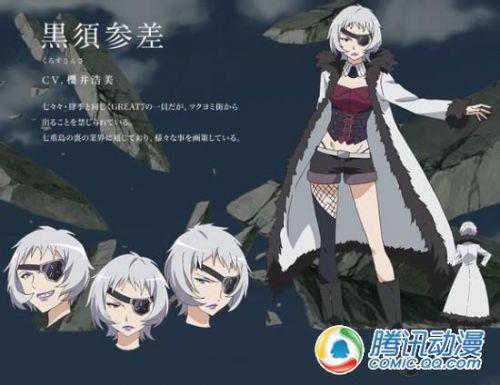 黒須参差
くろすさんさ
CV.櫻井浩美
七々々・肆季と同じくGREAT7の一員だが、ツクヨミ街から
出ることを禁じられている。
七重島の裏の業界に通じており、様々な事を画策している。
腾讯动漫
COMIC.QQ.COM